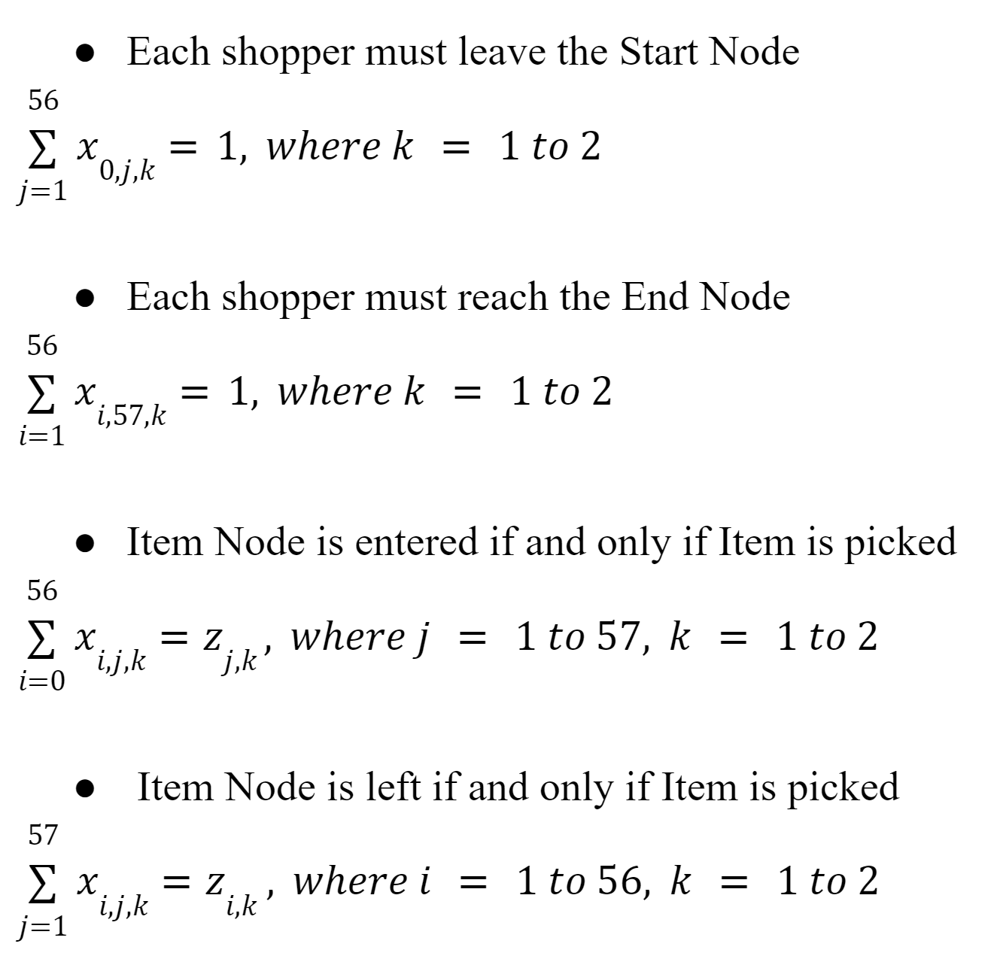 ● Each shopper must leave the Start Node
56
∑ x_{0,j,k} = 1, where k = 1 to 2
j=1
● Each shopper must reach the End Node
56
∑ x_{i,57,k} = 1, where k = 1 to 2
i=1
● Item Node is entered if and only if Item is picked
56
∑ x_{i,j,k} = z_{j,k}, where j = 1 to 57, k = 1 to 2
i=0
● Item Node is left if and only if Item is picked
57
∑ x_{i,j,k} = z_{i,k}, where i = 1 to 56, k = 1 to 2
j=1